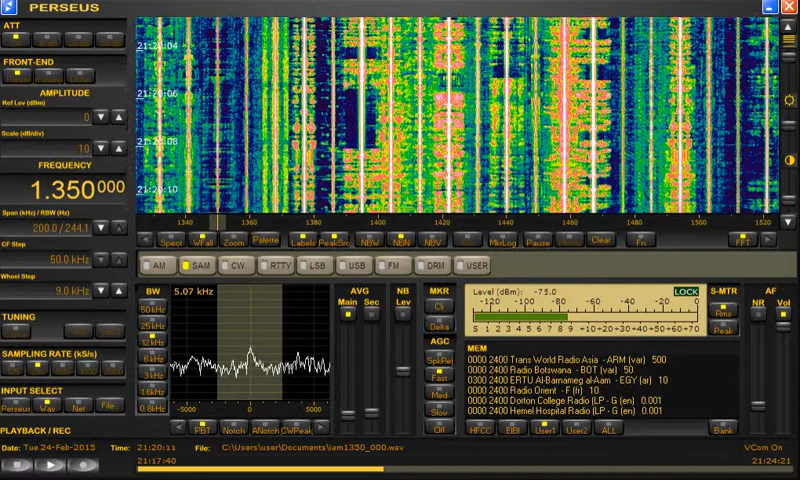 PERSEUS
ATT
FRONT-END
AMPLITUDE
Ref Lev (dBm)
0
Scale (dB/div)
10
FREQUENCY
1.350000
Span (kHz) / RBW (Hz)
200.0 / 244.1
CF Step
50.0 kHz
Wheel Step
9.0 kHz
TUNING
SAMPLING RATE (kS/s)
INPUT SELECT
Perseus Wav Net File..
PLAYBACK / REC
21:20:04
21:20:06
21:20:08
21:20:10
1340 1360 1380 1400 1420 1440 1460 1480 1500 1520
Spect WFall Zoom Palette Labels PeakSrc NBW NBN NBV MkrLog Pause Clear Fn FFT
AM SAM CW RTTY LSB USB FM DRM USER
BW
50kHz
25kHz
12kHz
6kHz
3kHz
1.6kHz
0.8kHz
5.07 kHz
-5000 0 5000
PBT Notch ANotch CWPeak
AVG
Main Sec
NB
Lev
MKR
Clr
Delta
AGC
SpkRej
Fast
Med
Slow
Off
Level (dBm): -75.0 LOCK
-120 -100 -80 -60 -40 -20 0
S 1 2 3 4 5 6 7 8 9 +10 +20 +30 +40 +50 +60 +70
S-MTR
Rms
Peak
AF
NR Vol
MEM
0000 2400 Trans World Radio Asia - ARM (var) 500
0000 2400 Radio Botswana - BOT (var) 50
0300 2400 ERTU Al-Barnameg al-Aam - EGY (ar) 10
0000 2400 Radio Orient - F (fr) 10
0000 2400 Dorton College Radio (LP - G (en) 0.001
0000 2400 Hemel Hospital Radio (LP - G (en) 0.001
HFCC EIBI User1 User2 ALL Bank
Date: Tue 24-Feb-2015 Time: 21:20:11 File: C:\Users\user\Documents\iam1350_000.wav VCom On
21:17:40 21:24:21